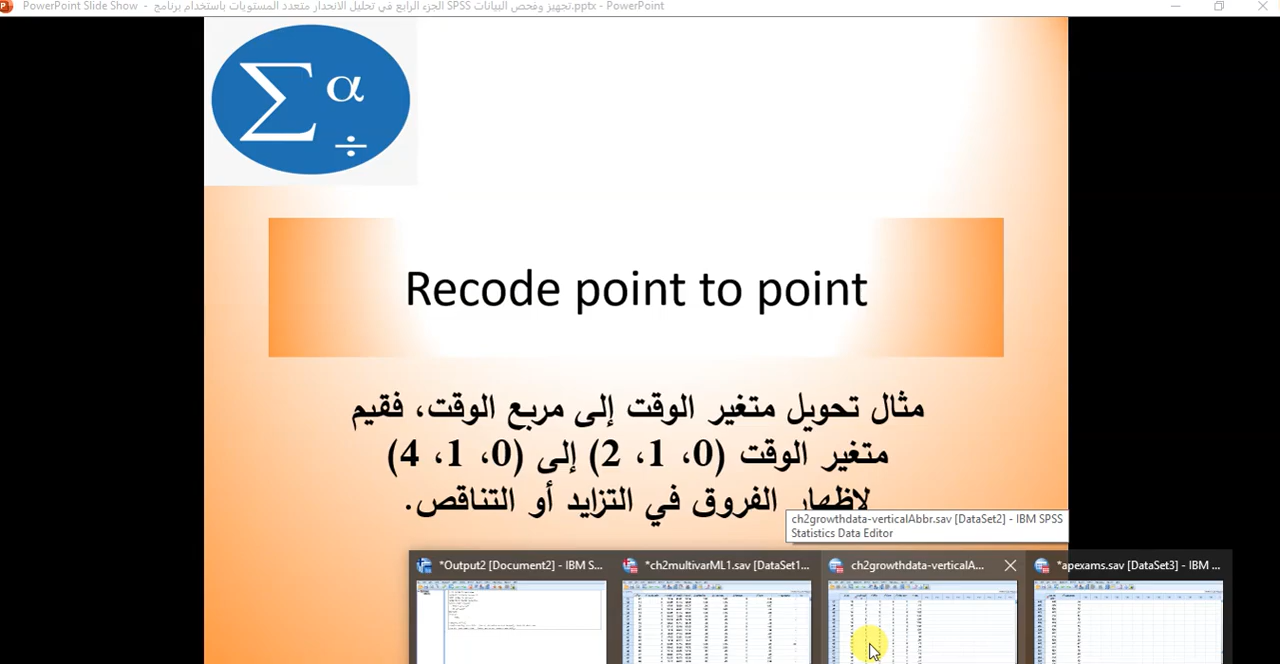 PowerPoint Slide Show - تجهيز وفحص البيانات SPSS الجزء الرابع في تحليل الانحدار متعدد المستويات باستخدام برنامج.pptx - PowerPoint
Σ α
÷
Recode point to point
مثال تحويل متغير الوقت إلى مربع الوقت، فقيم
متغير الوقت (0، 1، 2) إلى (0، 1، 4)
لاظهار الفروق في التزايد أو التناقص.
ch2growthdata-verticalAbbr.sav [DataSet2] - IBM SPSS
Statistics Data Editor
*Output2 [Document2] - IBM S...
*ch2multivarML1.sav [DataSet1...
ch2growthdata-verticalA...
*apexams.sav [DataSet3] - IBM ...